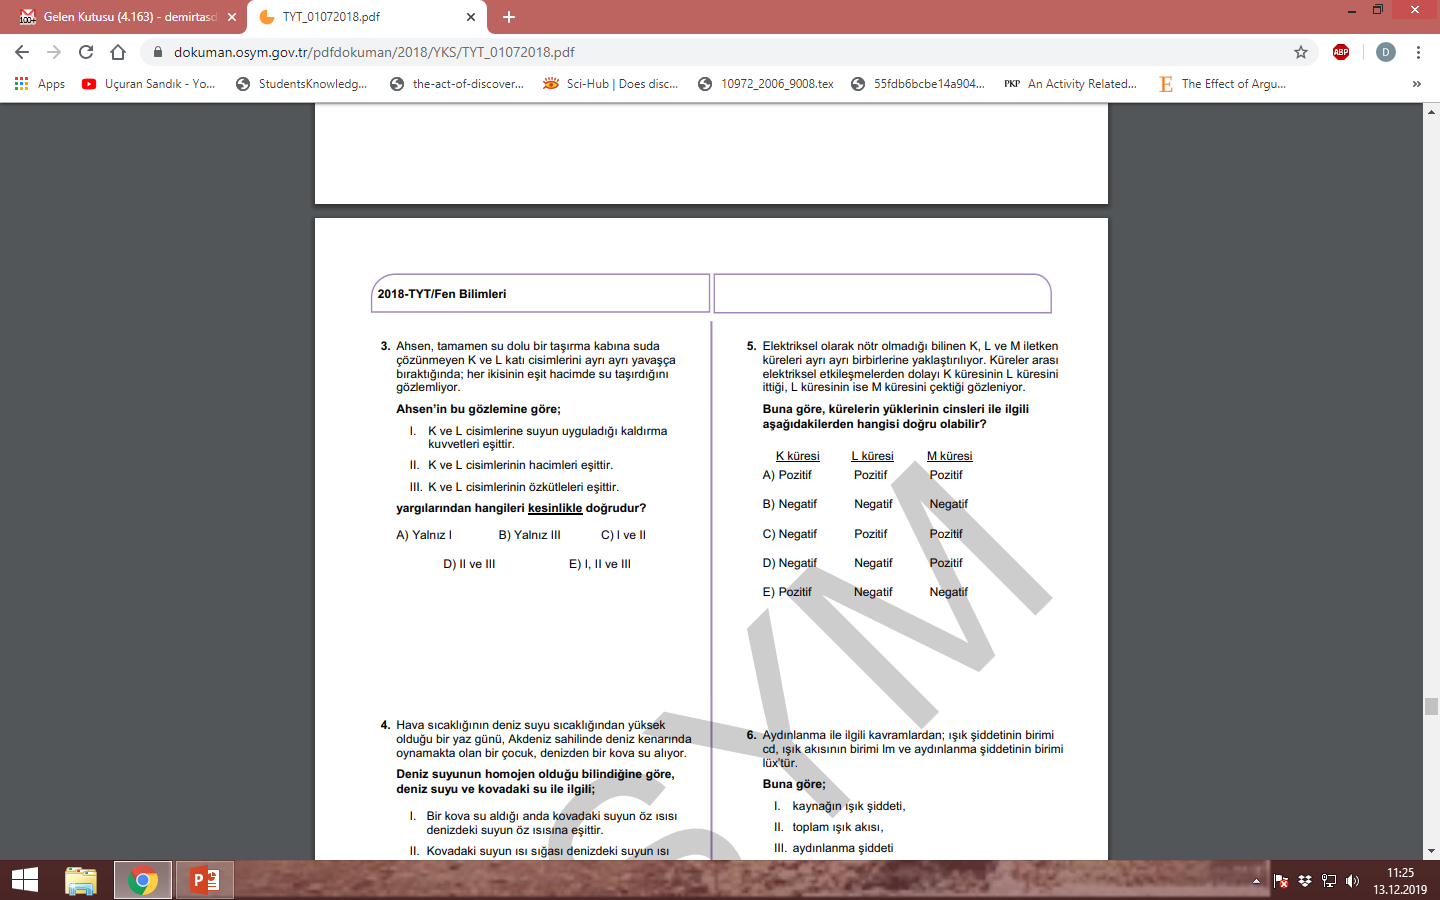 Gelen Kutusu (4.163) - demirtasd
TYT_01072018.pdf
dokuman.osym.gov.tr/pdfdokuman/2018/YKS/TYT_01072018.pdf
ABP
D
Apps
Uçuran Sandık - Yo...
StudentsKnowledg...
the-act-of-discover...
Sci-Hub | Does disc...
10972_2006_9008.tex
55fdb6bcbe14a904...
PKP An Activity Related...
E The Effect of Argu...
2018-TYT/Fen Bilimleri
3. Ahsen, tamamen su dolu bir taşırma kabına suda
çözünmeyen K ve L katı cisimlerini ayrı ayrı yavaşça
bıraktığında; her ikisinin eşit hacimde su taşırdığını
gözlemliyor.
Ahsen'in bu gözlemine göre;
I. K ve L cisimlerine suyun uyguladığı kaldırma
kuvvetleri eşittir.
II. K ve L cisimlerinin hacimleri eşittir.
III. K ve L cisimlerinin özkütleleri eşittir.
yargılarından hangileri kesinlikle doğrudur?
A) Yalnız I B) Yalnız III C) I ve II
D) II ve III E) I, II ve III
4. Hava sıcaklığının deniz suyu sıcaklığından yüksek
olduğu bir yaz günü, Akdeniz sahilinde deniz kenarında
oynamakta olan bir çocuk, denizden bir kova su alıyor.
Deniz suyunun homojen olduğu bilindiğine göre,
deniz suyu ve kovadaki su ile ilgili;
I. Bir kova su aldığı anda kovadaki suyun öz ısısı
denizdeki suyun öz ısısına eşittir.
II. Kovadaki suyun ısı sığası denizdeki suyun ısı
5. Elektriksel olarak nötr olmadığı bilinen K, L ve M iletken
küreleri ayrı ayrı birbirlerine yaklaştırılıyor. Küreler arası
elektriksel etkileşmelerden dolayı K küresinin L küresini
ittiği, L küresinin ise M küresini çektiği gözleniyor.
Buna göre, kürelerin yüklerinin cinsleri ile ilgili
aşağıdakilerden hangisi doğru olabilir?
K küresi L küresi M küresi
A) Pozitif Pozitif Pozitif
B) Negatif Negatif Negatif
C) Negatif Pozitif Pozitif
D) Negatif Negatif Pozitif
E) Pozitif Negatif Negatif
6. Aydınlanma ile ilgili kavramlardan; ışık şiddetinin birimi
cd, ışık akısının birimi lm ve aydınlanma şiddetinin birimi
lüx'tür.
Buna göre;
I. kaynağın ışık şiddeti,
II. toplam ışık akısı,
III. aydınlanma şiddeti
SYM
11:25
13.12.2019